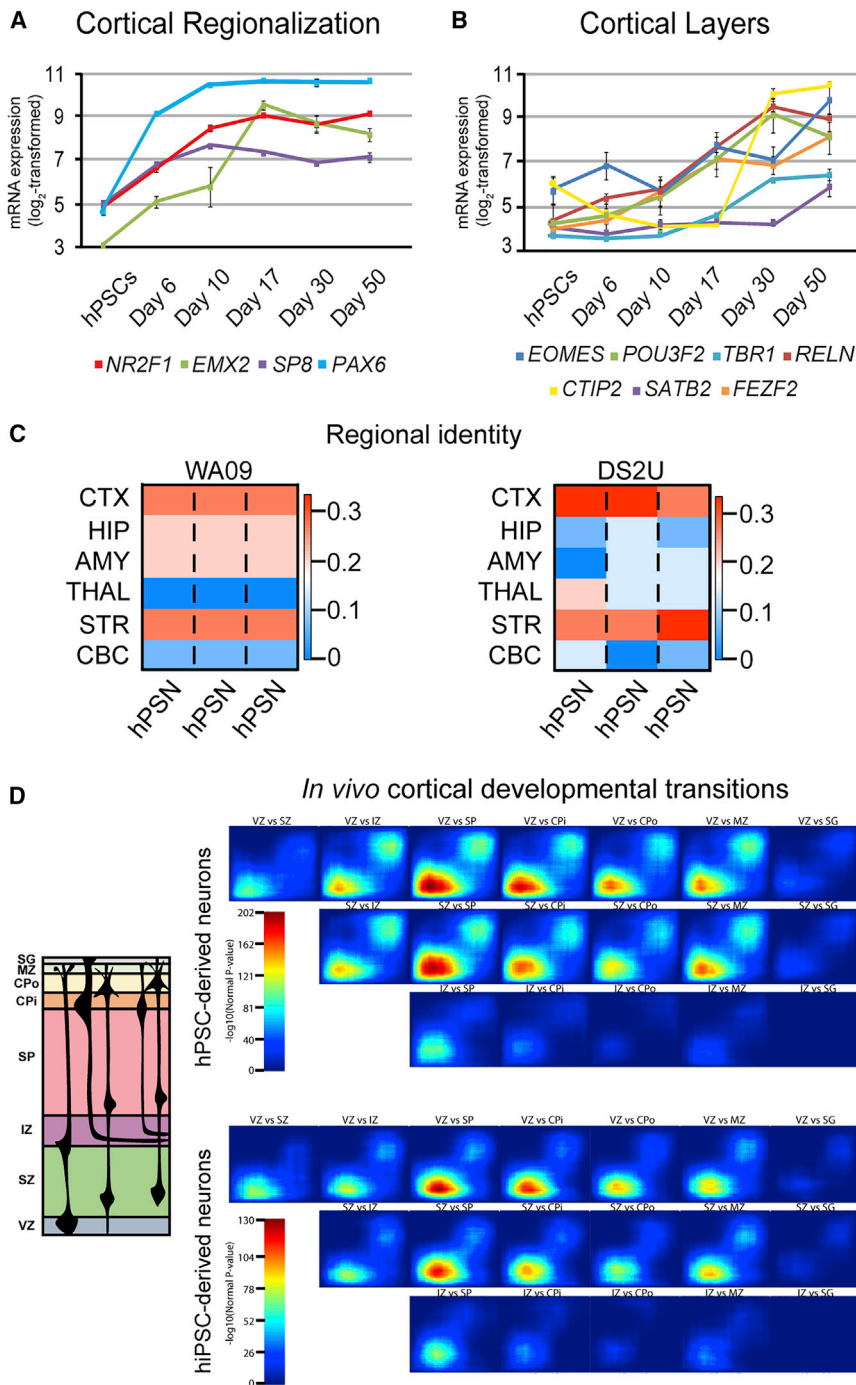 A Cortical Regionalization
mRNA expression
(log2-transformed)
11
9
7
5
3
hPSCs
Day 6
Day 10
Day 17
Day 30
Day 50
NR2F1 EMX2 SP8 PAX6
B Cortical Layers
mRNA expression
(log2-transformed)
11
9
7
5
3
hPSCs
Day 6
Day 10
Day 17
Day 30
Day 50
EOMES POU3F2 TBR1 RELN
CTIP2 SATB2 FEZF2
C Regional identity
WA09
CTX
HIP
AMY
THAL
STR
CBC
0.3
0.2
0.1
0
hPSN
hPSN
hPSN
DS2U
CTX
HIP
AMY
THAL
STR
CBC
0.3
0.2
0.1
0
hPSN
hPSN
hPSN
D In vivo cortical developmental transitions
SG
MZ
CPo
CPi
SP
IZ
SZ
VZ
hPSC-derived neurons
VZ vs SZ VZ vs IZ VZ vs SP VZ vs CPi VZ vs CPo VZ vs MZ VZ vs SG
SZ vs IZ SZ vs SP SZ vs CPi SZ vs CPo SZ vs MZ SZ vs SG
IZ vs SP IZ vs CPi IZ vs CPo IZ vs MZ IZ vs SG
202
171
121
81
40
0
-log10(Normal P-value)
hiPSC-derived neurons
VZ vs SZ VZ vs IZ VZ vs SP VZ vs CPi VZ vs CPo VZ vs MZ VZ vs SG
SZ vs IZ SZ vs SP SZ vs CPi SZ vs CPo SZ vs MZ SZ vs SG
IZ vs SP IZ vs CPi IZ vs CPo IZ vs MZ IZ vs SG
130
104
78
52
26
0
-log10(Normal P-value)